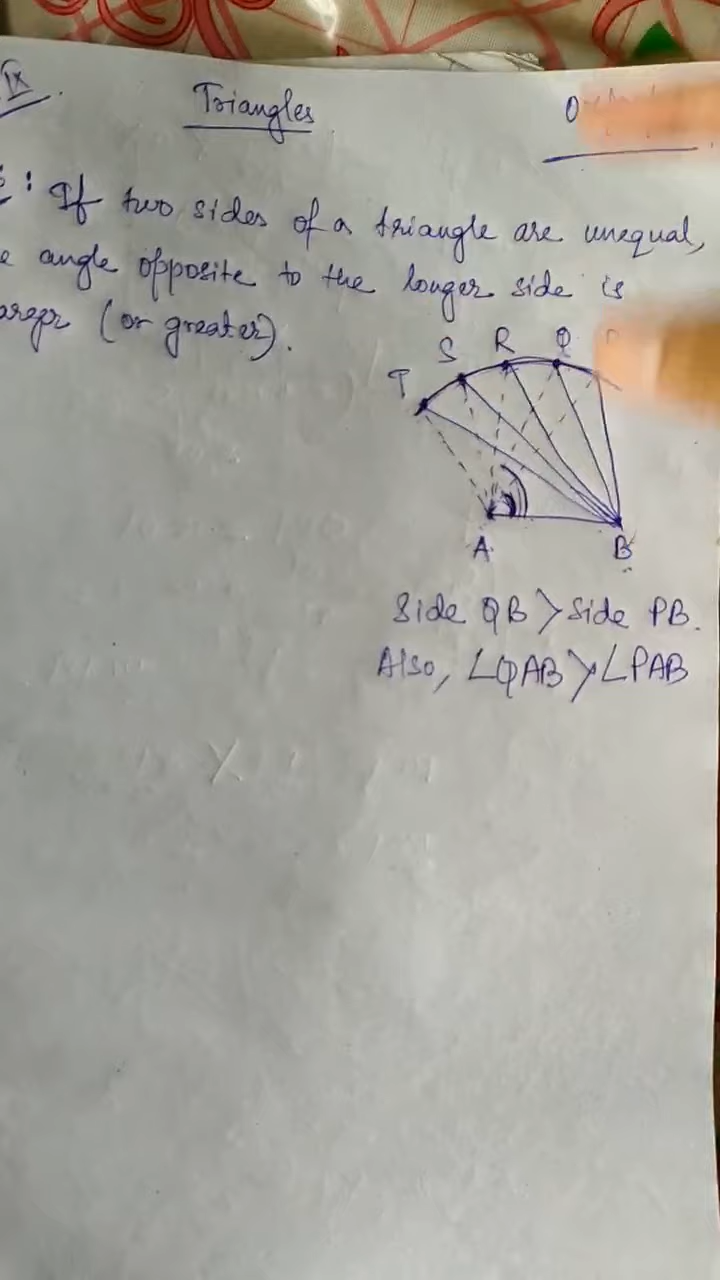 IX.
Triangles
: If two sides of a triangle are unequal,
angle opposite to the longer side is
(or greater).
T S R Q
A B
Side QB > Side PB.
Also, ∠QAB > ∠PAB